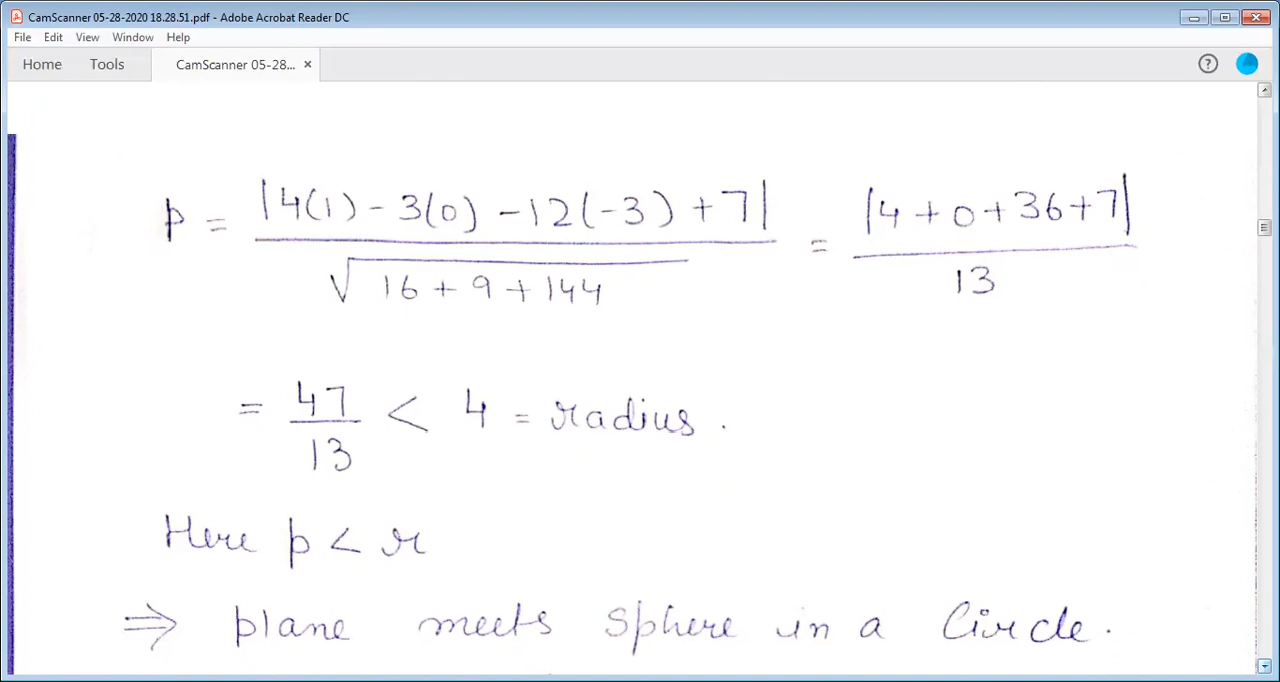 CamScanner 05-28-2020 18.28.51.pdf - Adobe Acrobat Reader DC
File Edit View Window Help
Home Tools CamScanner 05-28... ×
p = |4(1) - 3(0) - 12(-3) + 7| / √16 + 9 + 144 = |4 + 0 + 36 + 7| / 13
= 47/13 < 4 = radius.
Here p < r
⇒ plane meets sphere in a Circle.